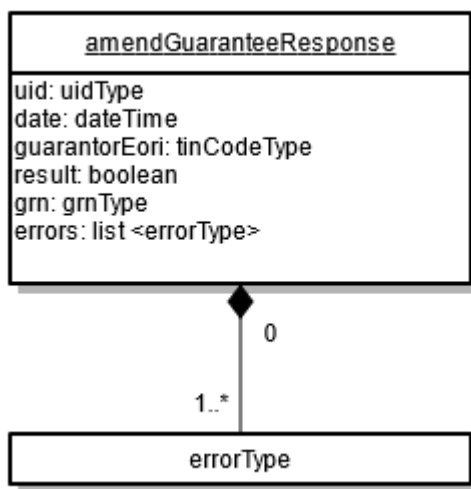 amendGuaranteeResponse
uid: uidType
date: dateTime
guarantorEori: tinCodeType
result: boolean
grn: grnType
errors: list <errorType>
0
1..*
errorType